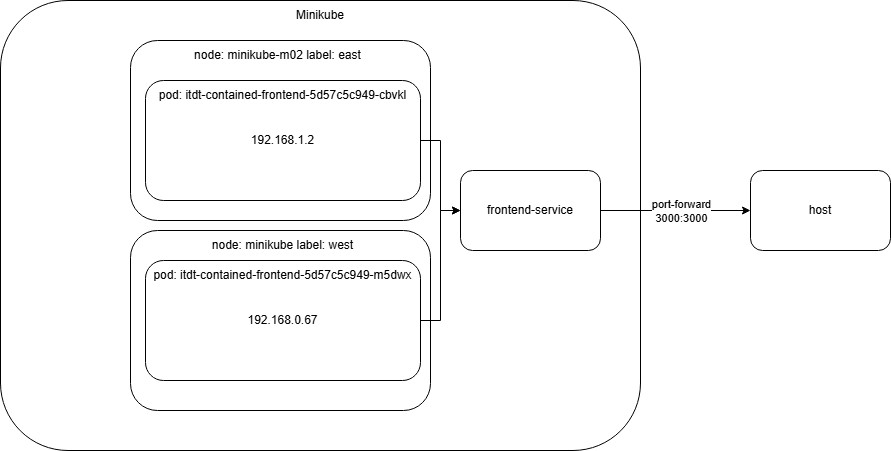 Minikube
node: minikube-m02 label: east
pod: itdt-contained-frontend-5d57c5c949-cbvkl
192.168.1.2
node: minikube label: west
pod: itdt-contained-frontend-5d57c5c949-m5dwx
192.168.0.67
frontend-service
port-forward
3000:3000
host